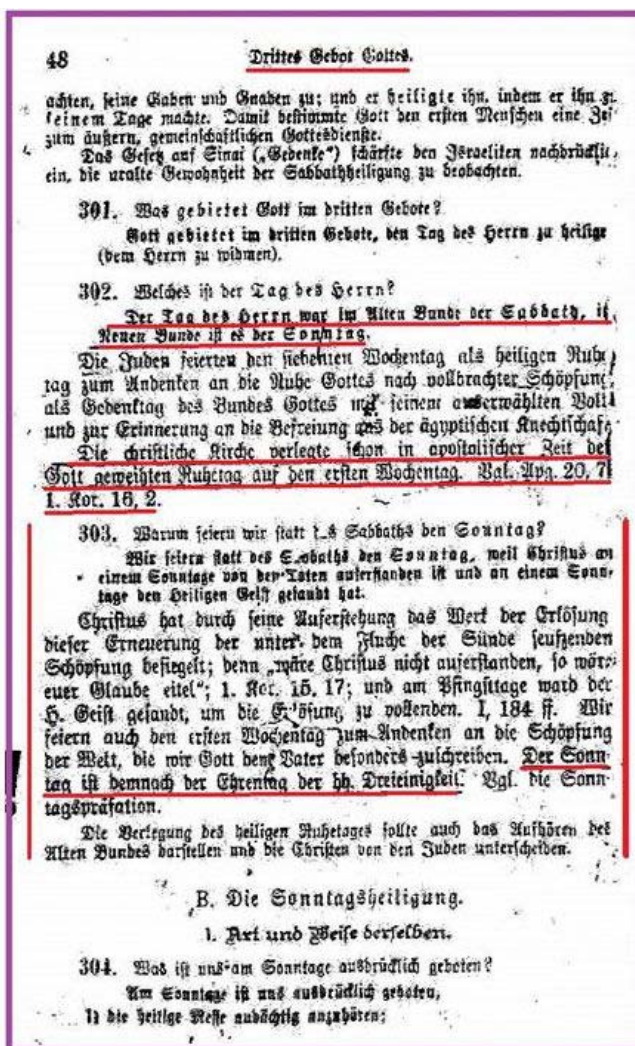 48 Drittes Gebot Gottes.
achten, seine Gaben und Gnaden zu; und er heiligte ihn, indem er ihn zu
seinem Tage machte. Damit bestimmte Gott den ersten Menschen eine Zei
zum äußern, gemeinschaftlichen Gottesdienste.
Das Gesetz auf Sinai („Gedenke“) schärfte den Israeliten nachdrückli
ein, die uralte Gewohnheit der Sabbathheiligung zu beobachten.
301. Was gebietet Gott im dritten Gebote?
Gott gebietet im dritten Gebote, den Tag des Herrn zu heilige
(dem Herrn zu widmen).
302. Welches ist der Tag des Herrn?
Der Tag des Herrn war im Alten Bunde der Sabbath, i
Neuen Bunde ist es der Sonntag.
Die Juden feierten den siebenten Wochentag als heiligen Ruhe
tag zum Andenken an die Ruhe Gottes nach vollbrachter Schöpfung,
als Gedenktag des Bundes Gottes mit seinem auserwählten Volk
und zur Erinnerung an die Befreiung aus der ägyptischen Knechtschaf
Die christliche Kirche verlegte schon in apostolischer Zeit de
Gott geweihten Ruhetag auf den ersten Wochentag. Vgl. Apg. 20, 7
1. Kor. 16, 2.
303. Warum feiern wir statt des Sabbaths den Sonntag?
Wir feiern statt des Sabbaths den Sonntag, weil Christus an
einem Sonntage von den Toten auferstanden ist und an einem Sonn-
tage den Heiligen Geist gesandt hat.
Christus hat durch seine Auferstehung das Werk der Erlösung
dieser Erneuerung der unter dem Fluche der Sünde seufzenden
Schöpfung besiegelt; denn „wäre Christus nicht auferstanden, so wäre
euer Glaube eitel“; 1. Kor. 15, 17; und am Pfingsttage ward der
H. Geist gesandt, um die Erlösung zu vollenden. I, 184 ff. Wir
feiern auch den ersten Wochentag zum Andenken an die Schöpfung
der Welt, die wir Gott dem Vater besonders zuschreiben. Der Sonn-
tag ist demnach der Ehrentag der hh. Dreieinigkeit. Vgl. die Sonn-
tagspräfation.
Die Verlegung des heiligen Ruhetages sollte auch das Aufhören des
Alten Bundes darstellen und die Christen von den Juden unterscheiden.
B. Die Sonntagsheiligung.
1. Art und Weise derselben.
304. Was ist uns am Sonntage ausdrücklich geboten?
Am Sonntage ist uns ausdrücklich geboten,
1) die heilige Messe andächtig anzuhören;